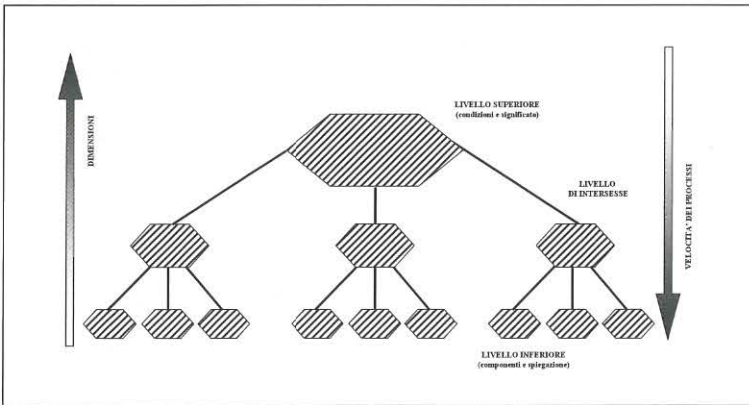 DIMENSIONI
LIVELLO SUPERIORE
(condizioni e significato)
LIVELLO
DI INTERSESSE
VELOCITA' DEI PROCESSI
LIVELLO INFERIORE
(componenti e spiegazione)